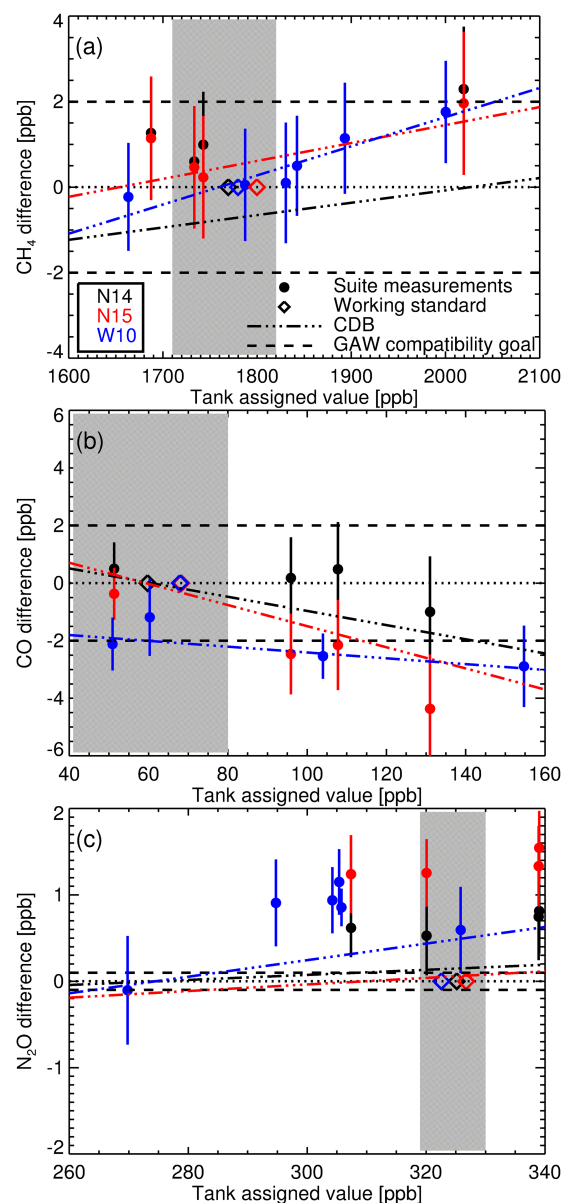 (a)
4
2
0
-2
-4
CH4 difference [ppb]
N14
N15
W10
Suite measurements
Working standard
CDB
GAW compatibility goal
1600 1700 1800 1900 2000 2100
Tank assigned value [ppb]
(b)
6
4
2
0
-2
-4
-6
CO difference [ppb]
40 60 80 100 120 140 160
Tank assigned value [ppb]
(c)
2
1
0
-1
-2
N2O difference [ppb]
260 280 300 320 340
Tank assigned value [ppb]